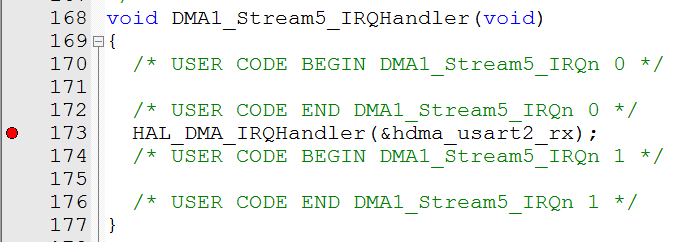 168 void DMA1_Stream5_IRQHandler(void)
169 {
170 /* USER CODE BEGIN DMA1_Stream5_IRQn 0 */
171
172 /* USER CODE END DMA1_Stream5_IRQn 0 */
173 HAL_DMA_IRQHandler(&hdma_usart2_rx);
174 /* USER CODE BEGIN DMA1_Stream5_IRQn 1 */
175
176 /* USER CODE END DMA1_Stream5_IRQn 1 */
177 }